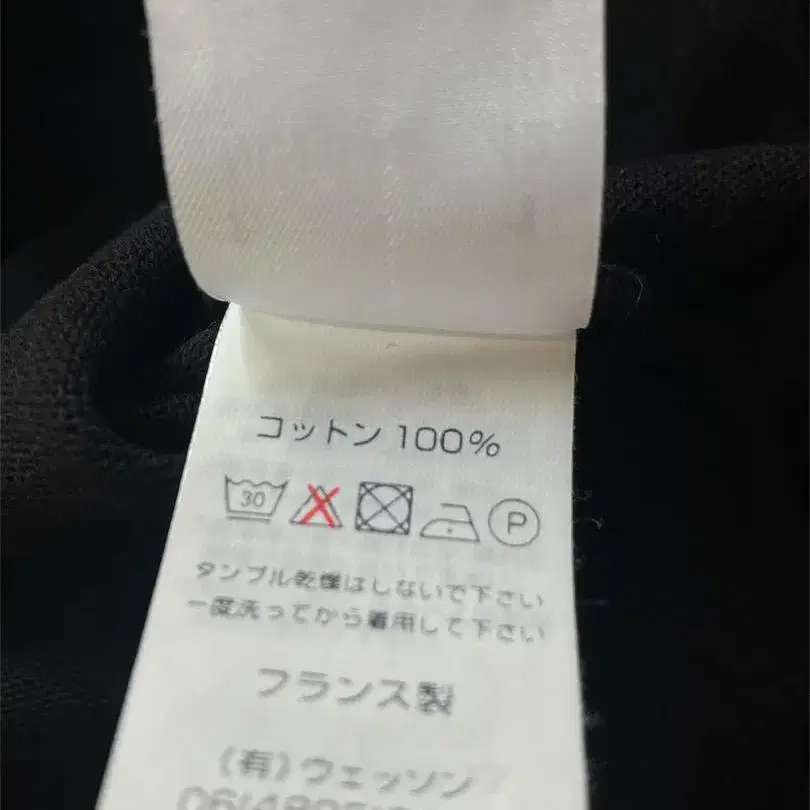 コットン 100%
30 P
タンブル乾燥はしないで下さい
一度洗ってから着用して下さい
フランス製
(有)ウェッソン